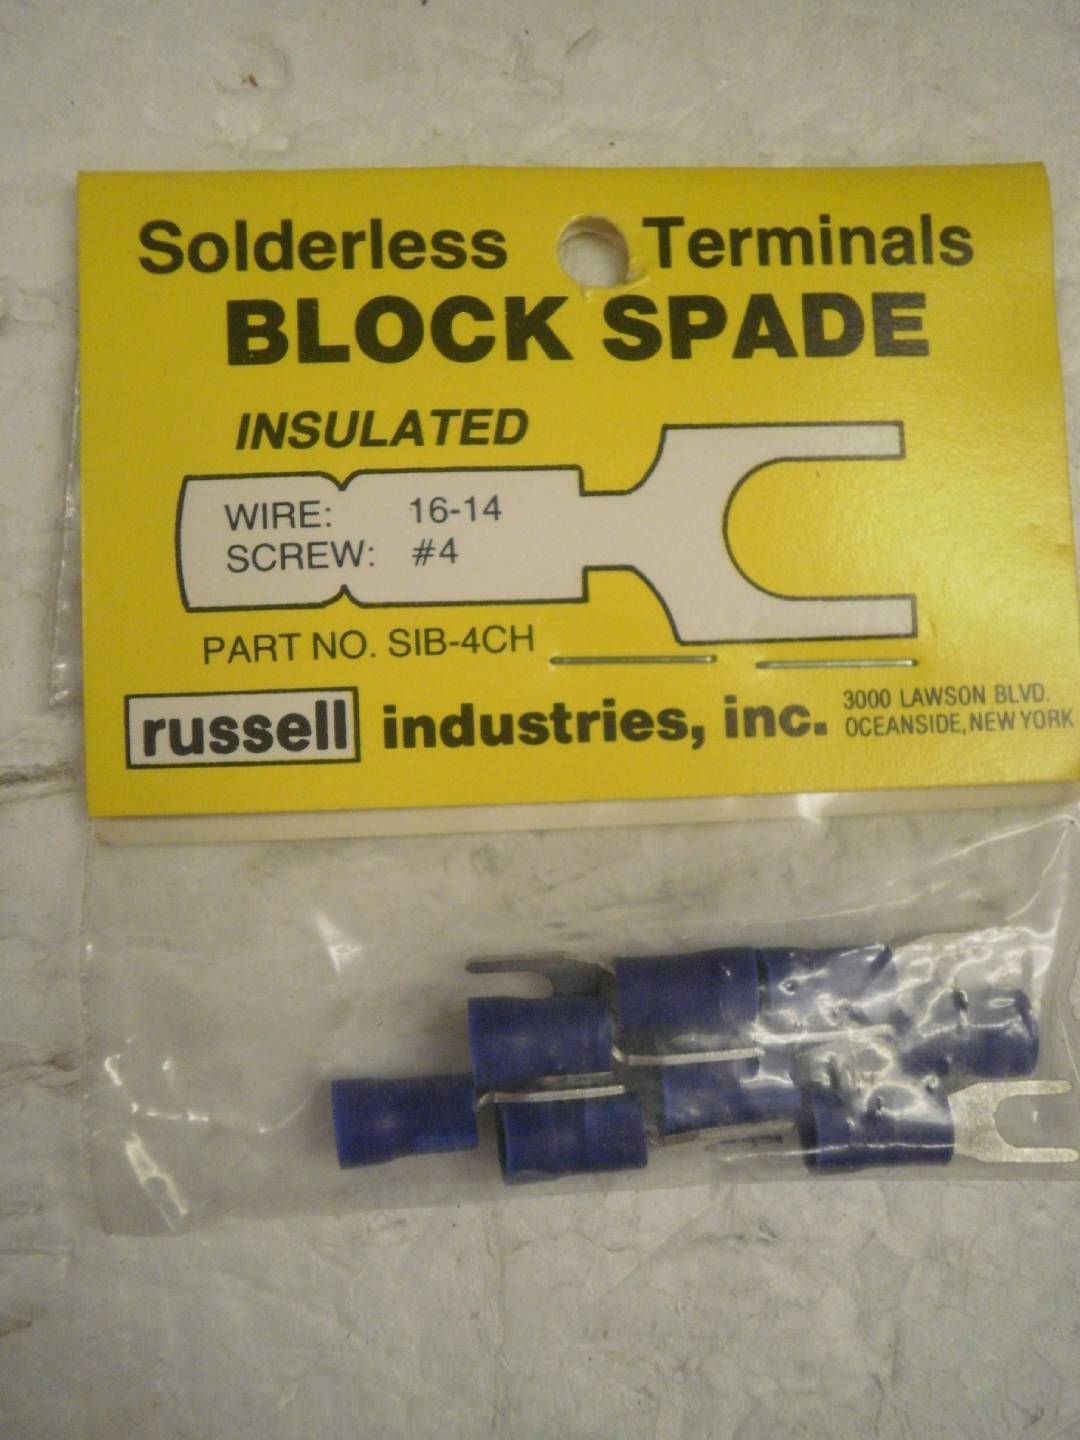 Solderless Terminals
BLOCK SPADE
INSULATED
WIRE: 16-14
SCREW: #4
PART NO. SIB-4CH
russell industries, inc.
3000 LAWSON BLVD.
OCEANSIDE, NEW YORK